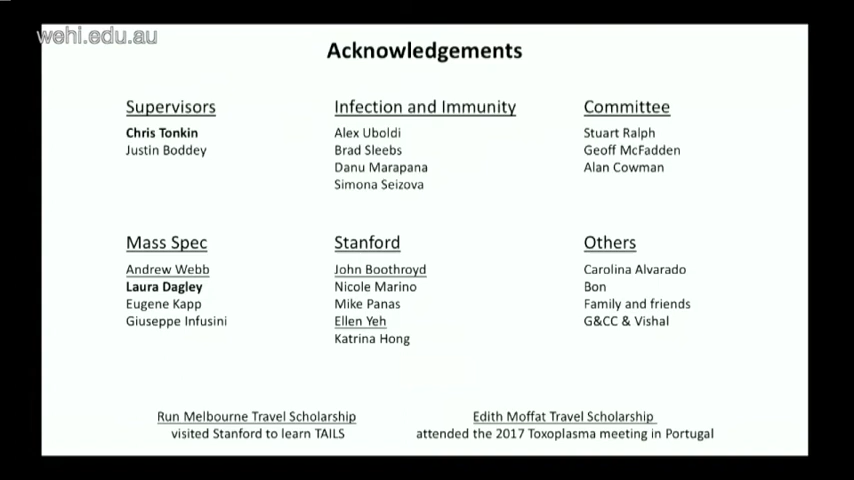 wehi.edu.au
Acknowledgements
Supervisors
Chris Tonkin
Justin Boddey
Infection and Immunity
Alex Uboldi
Brad Sleebs
Danu Marapana
Simona Seizova
Committee
Stuart Ralph
Geoff McFadden
Alan Cowman
Mass Spec
Andrew Webb
Laura Dagley
Eugene Kapp
Giuseppe Infusini
Stanford
John Boothroyd
Nicole Marino
Mike Panas
Ellen Yeh
Katrina Hong
Others
Carolina Alvarado
Bon
Family and friends
G&CC & Vishal
Run Melbourne Travel Scholarship
visited Stanford to learn TAILS
Edith Moffat Travel Scholarship
attended the 2017 Toxoplasma meeting in Portugal